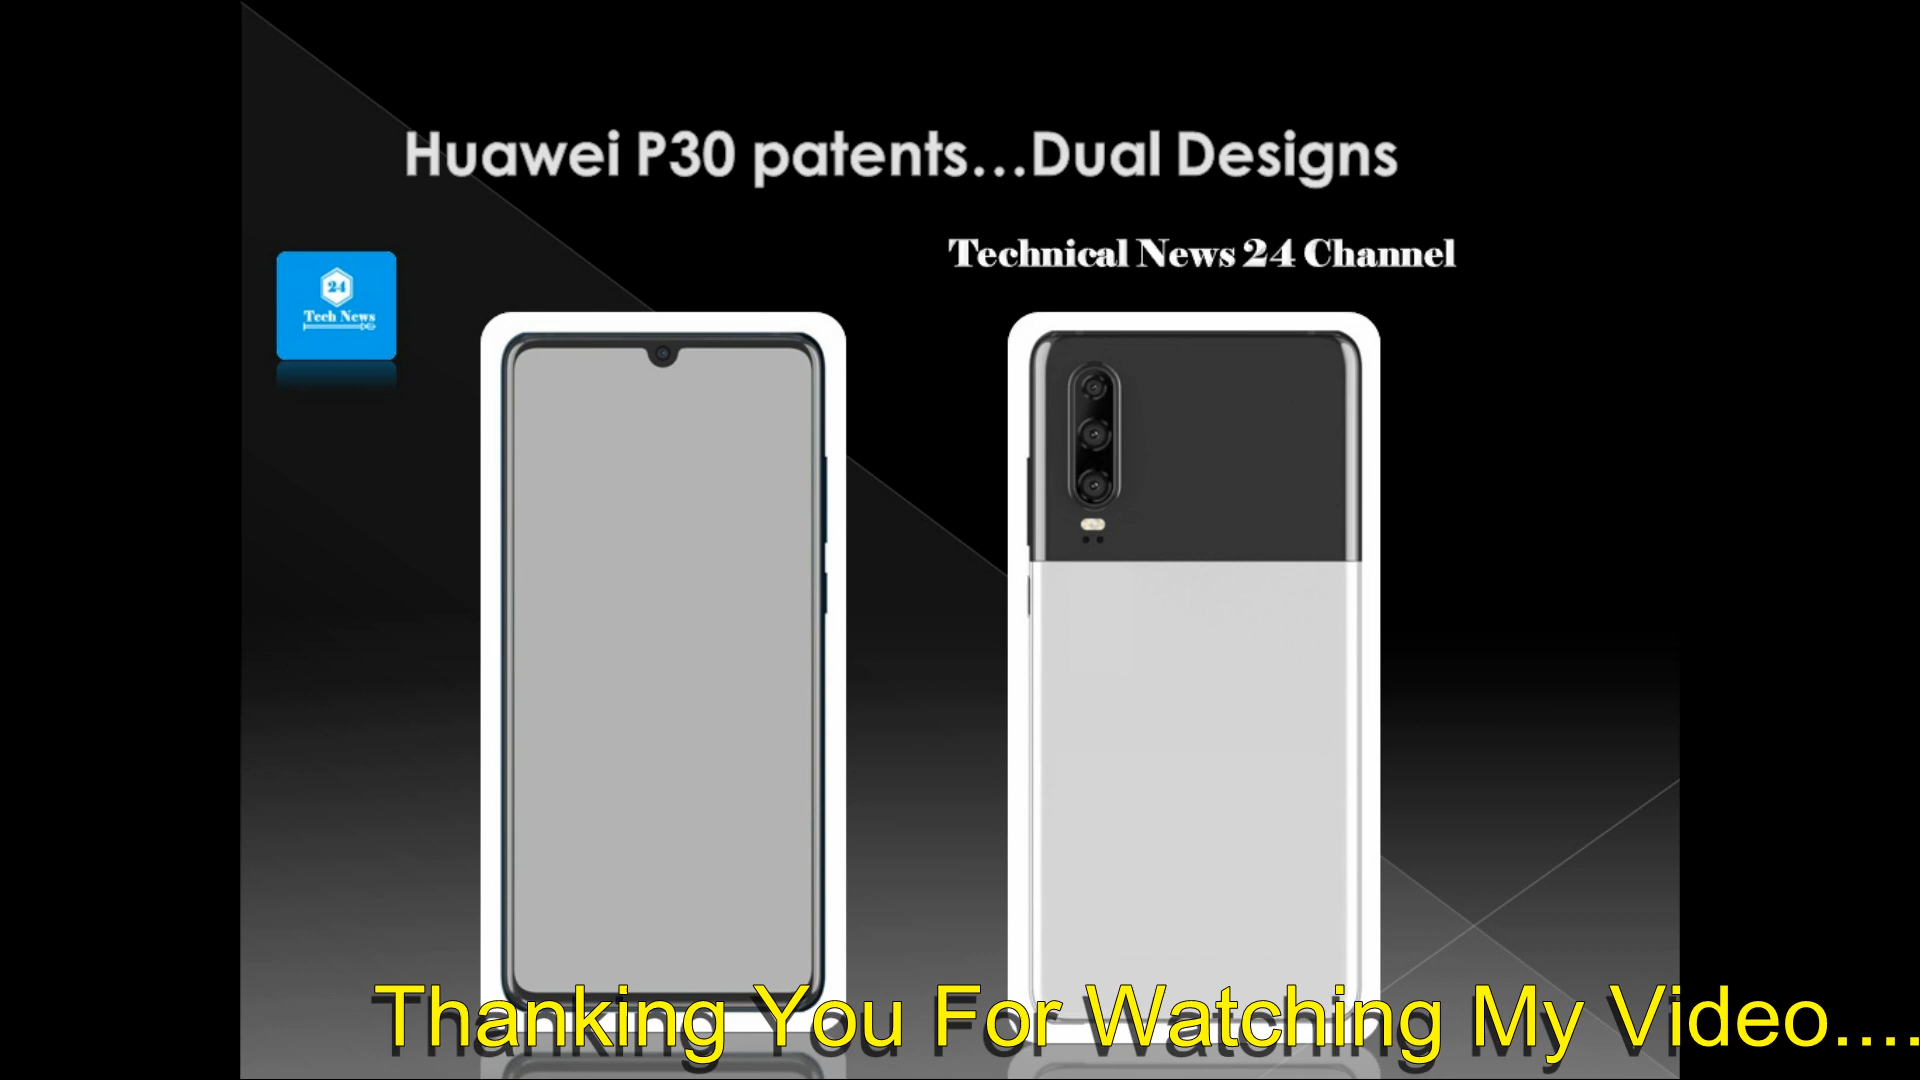 Huawei P30 patents...Dual Designs
Technical News 24 Channel
24
Tech News
Thanking You For Watching My Video....